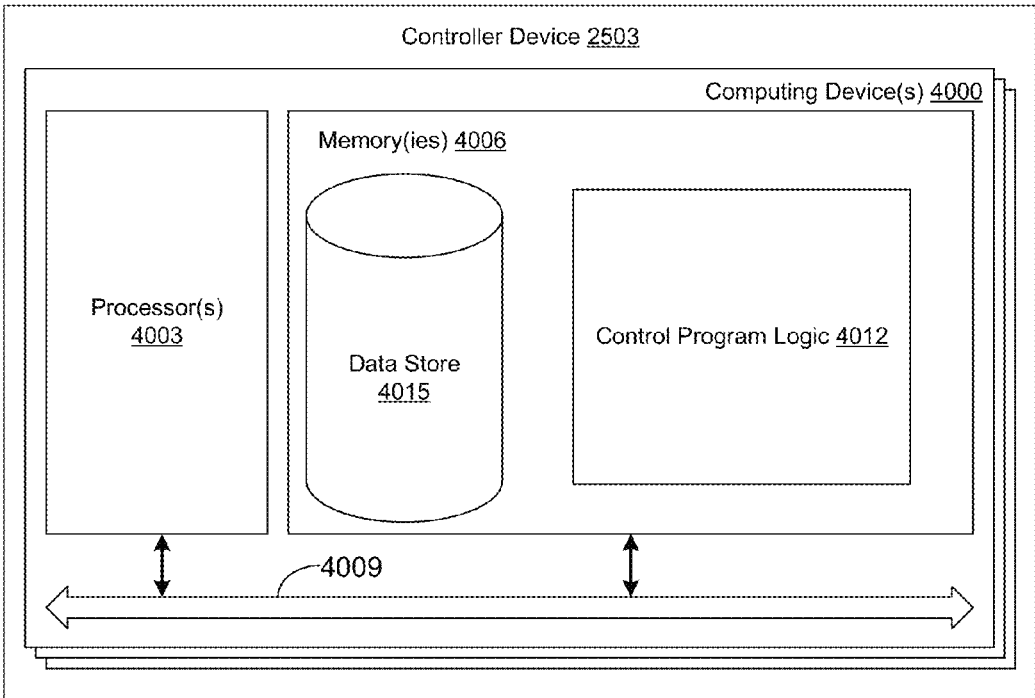 Controller Device 2503
Computing Device(s) 4000
Memory(ies) 4006
Processor(s)
4003
Data Store
4015
Control Program Logic 4012
4009